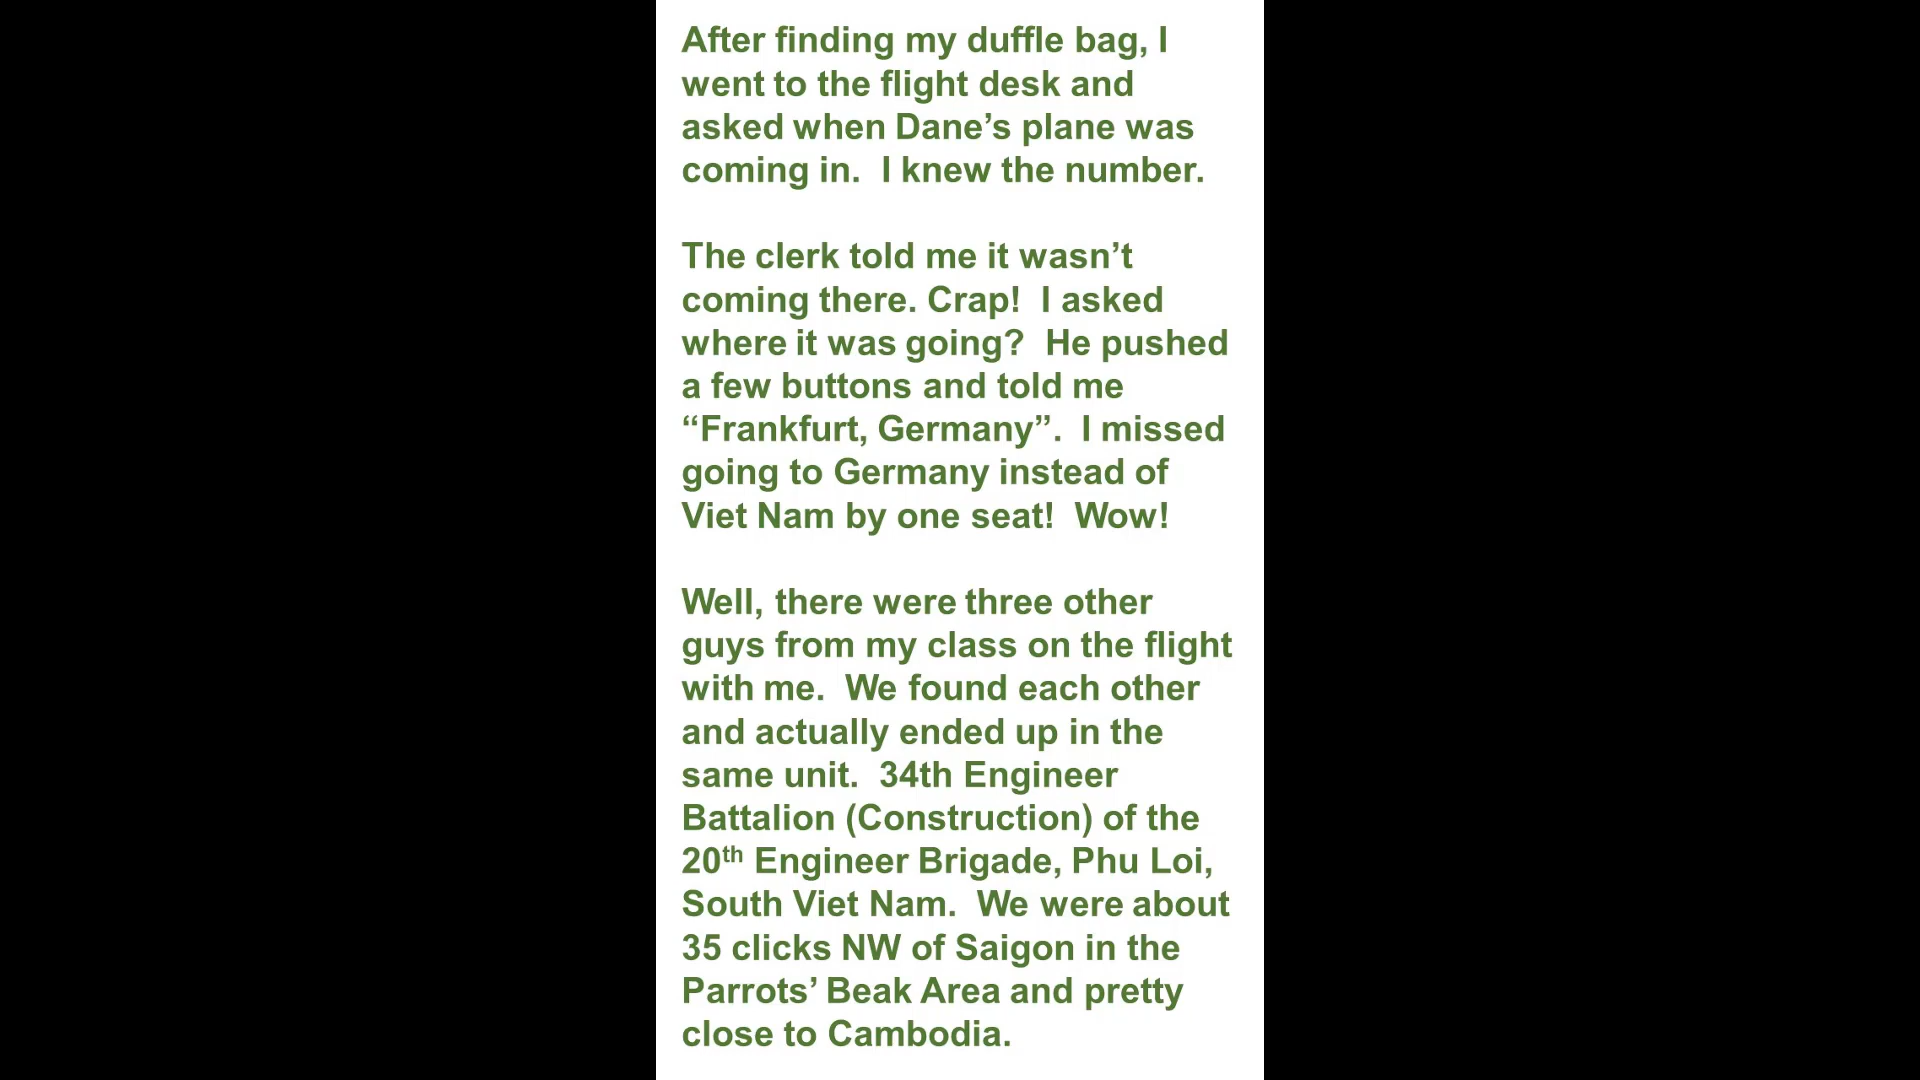 After finding my duffle bag, I
went to the flight desk and
asked when Dane’s plane was
coming in.  I knew the number.
The clerk told me it wasn’t
coming there. Crap!  I asked
where it was going?  He pushed
a few buttons and told me
“Frankfurt, Germany”.  I missed
going to Germany instead of
Viet Nam by one seat!  Wow!
Well, there were three other
guys from my class on the flight
with me.  We found each other
and actually ended up in the
same unit.  34th Engineer
Battalion (Construction) of the
20th Engineer Brigade, Phu Loi,
South Viet Nam.  We were about
35 clicks NW of Saigon in the
Parrots’ Beak Area and pretty
close to Cambodia.